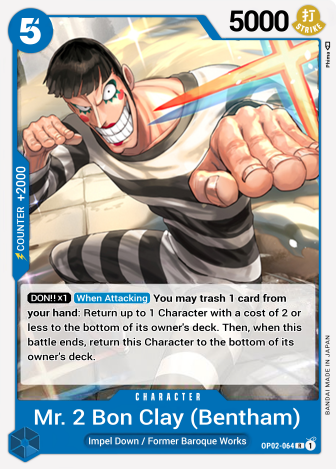 5
5000
打
STRIKE
COUNTER +2000
DON!! x1 When Attacking You may trash 1 card from
your hand: Return up to 1 Character with a cost of 2 or
less to the bottom of its owner's deck. Then, when this
battle ends, return this Character to the bottom of its
owner's deck.
CHARACTER
Mr. 2 Bon Clay (Bentham)
Impel Down / Former Baroque Works
OP02-064 R 1
BANDAI MADE IN JAPAN